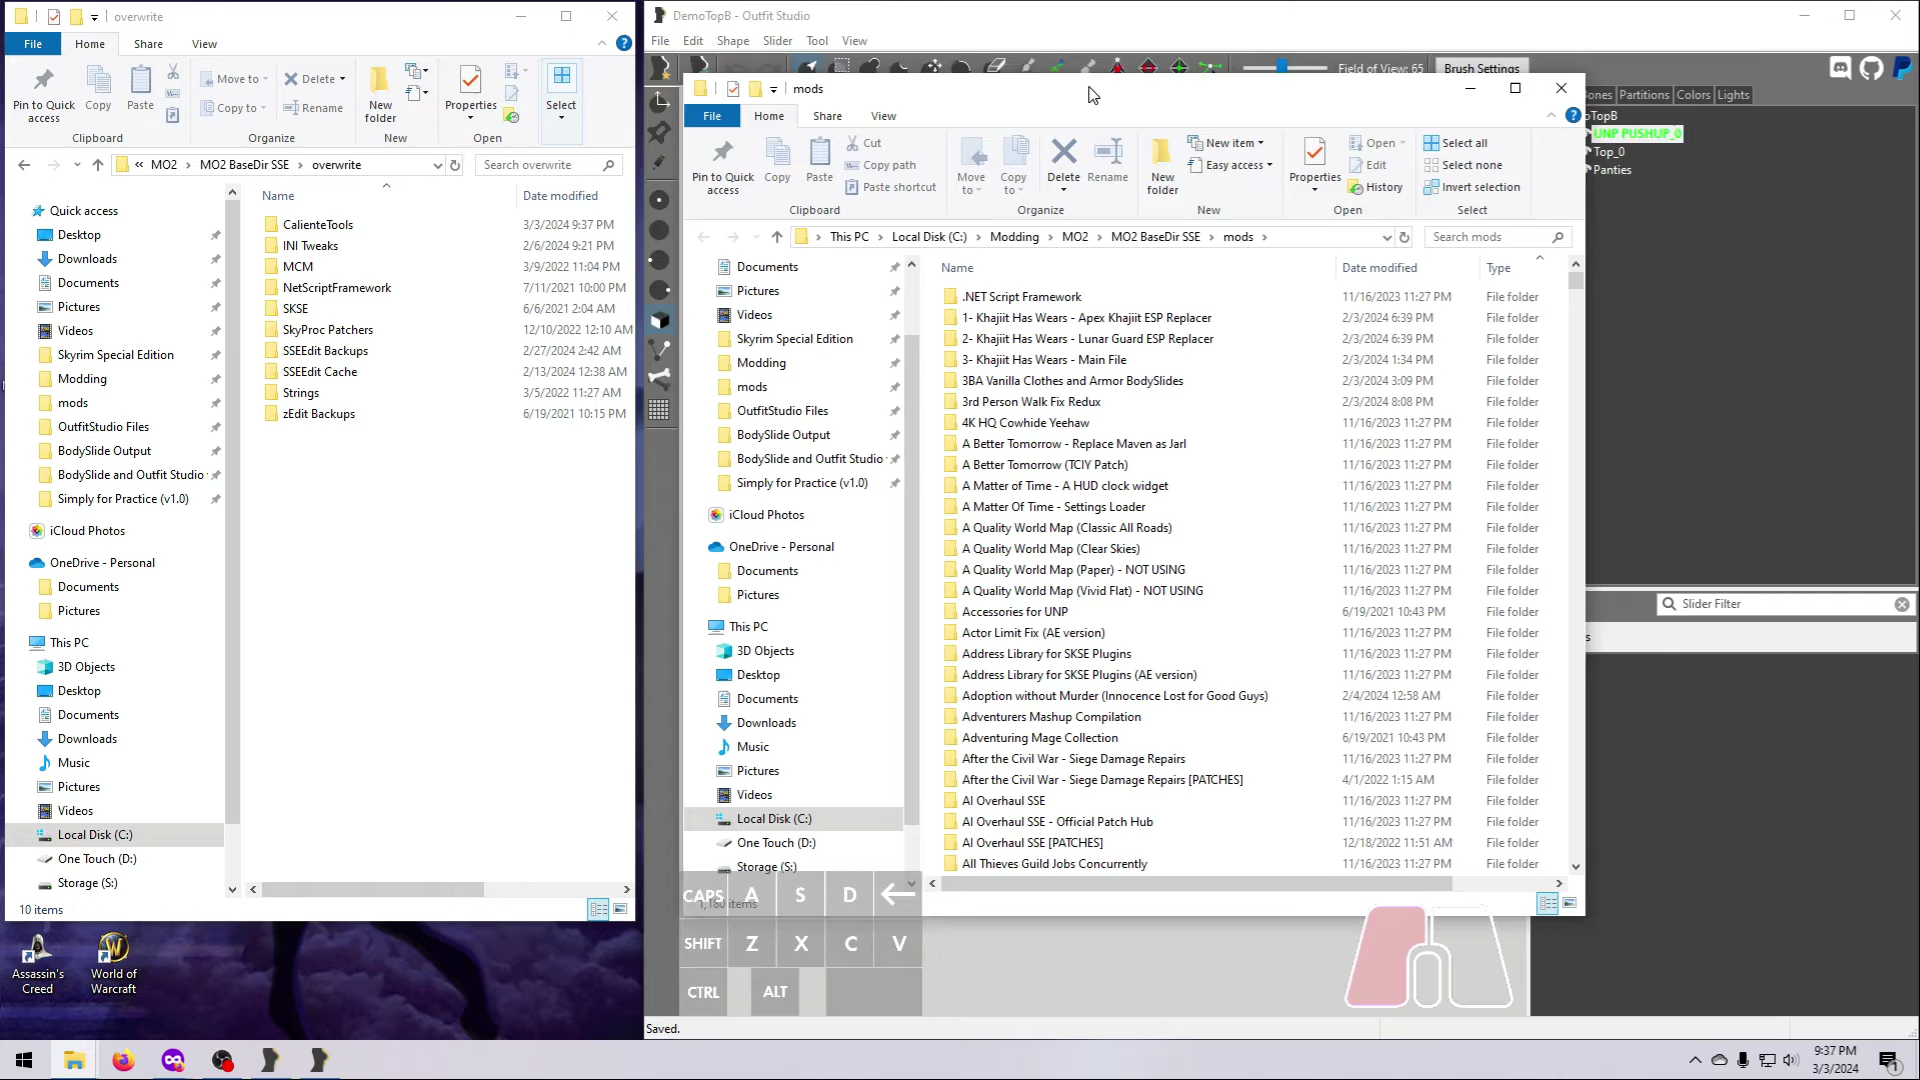 overwrite
File
Home
Share
View
Pin to Quick access
Copy
Paste
Move to
Copy to
Delete
Rename
New folder
Properties
Select
Clipboard
Organize
New
Open
« MO2 › MO2 BaseDir SSE › overwrite
Search overwrite
Name
Date modified
Quick access
Desktop
Downloads
Documents
Pictures
Videos
Skyrim Special Edition
Modding
mods
OutfitStudio Files
BodySlide Output
BodySlide and Outfit Studio
Simply for Practice (v1.0)
iCloud Photos
OneDrive - Personal
Documents
Pictures
This PC
3D Objects
Desktop
Documents
Downloads
Music
Pictures
Videos
Local Disk (C:)
One Touch (D:)
Storage (S:)
CalienteTools 3/3/2024 9:37 PM
INI Tweaks 2/6/2024 9:21 PM
MCM 3/9/2022 11:04 PM
NetScriptFramework 7/11/2021 10:00 PM
SKSE 6/6/2021 2:04 AM
SkyProc Patchers 12/10/2022 12:10 AM
SSEEdit Backups 2/27/2024 2:42 AM
SSEEdit Cache 2/13/2024 12:38 AM
Strings 3/5/2022 11:27 AM
zEdit Backups 6/19/2021 10:15 PM
10 items
Assassin's Creed
World of Warcraft
DemoTopB - Outfit Studio
File Edit Shape Slider Tool View
Field of View: 65
Brush Settings
ones Partitions Colors Lights
oTopB
UNP PUSHUP_0
Top_0
Panties
Slider Filter
s
mods
File
Home
Share
View
Pin to Quick access
Copy
Paste
Cut
Copy path
Paste shortcut
Move to
Copy to
Delete
Rename
New folder
New item
Easy access
Properties
Open
Edit
History
Select all
Select none
Invert selection
Clipboard
Organize
New
Open
Select
› This PC › Local Disk (C:) › Modding › MO2 › MO2 BaseDir SSE › mods ›
Search mods
Name
Date modified
Type
Documents
Pictures
Videos
Skyrim Special Edition
Modding
mods
OutfitStudio Files
BodySlide Output
BodySlide and Outfit Studio
Simply for Practice (v1.0)
iCloud Photos
OneDrive - Personal
Documents
Pictures
This PC
3D Objects
Desktop
Documents
Downloads
Music
Pictures
Videos
Local Disk (C:)
One Touch (D:)
Storage (S:)
.NET Script Framework 11/16/2023 11:27 PM File folder
1- Khajiit Has Wears - Apex Khajiit ESP Replacer 2/3/2024 6:39 PM File folder
2- Khajiit Has Wears - Lunar Guard ESP Replacer 2/3/2024 6:39 PM File folder
3- Khajiit Has Wears - Main File 2/3/2024 1:34 PM File folder
3BA Vanilla Clothes and Armor BodySlides 2/3/2024 3:09 PM File folder
3rd Person Walk Fix Redux 2/3/2024 8:08 PM File folder
4K HQ Cowhide Yeehaw 11/16/2023 11:27 PM File folder
A Better Tomorrow - Replace Maven as Jarl 11/16/2023 11:27 PM File folder
A Better Tomorrow (TCIY Patch) 11/16/2023 11:27 PM File folder
A Matter of Time - A HUD clock widget 11/16/2023 11:27 PM File folder
A Matter Of Time - Settings Loader 11/16/2023 11:27 PM File folder
A Quality World Map (Classic All Roads) 11/16/2023 11:27 PM File folder
A Quality World Map (Clear Skies) 11/16/2023 11:27 PM File folder
A Quality World Map (Paper) - NOT USING 11/16/2023 11:27 PM File folder
A Quality World Map (Vivid Flat) - NOT USING 11/16/2023 11:27 PM File folder
Accessories for UNP 6/19/2021 10:43 PM File folder
Actor Limit Fix (AE version) 11/16/2023 11:27 PM File folder
Address Library for SKSE Plugins 11/16/2023 11:27 PM File folder
Address Library for SKSE Plugins (AE version) 11/16/2023 11:27 PM File folder
Adoption without Murder (Innocence Lost for Good Guys) 2/4/2024 12:58 AM File folder
Adventurers Mashup Compilation 11/16/2023 11:27 PM File folder
Adventuring Mage Collection 6/19/2021 10:43 PM File folder
After the Civil War - Siege Damage Repairs 11/16/2023 11:27 PM File folder
After the Civil War - Siege Damage Repairs [PATCHES] 4/1/2022 1:15 AM File folder
AI Overhaul SSE 11/16/2023 11:27 PM File folder
AI Overhaul SSE - Official Patch Hub 11/16/2023 11:27 PM File folder
AI Overhaul SSE [PATCHES] 12/18/2022 11:51 AM File folder
All Thieves Guild Jobs Concurrently 11/16/2023 11:27 PM File folder
CAPS A S D ←
items
SHIFT Z X C V
CTRL ALT
Saved.
9:37 PM
3/3/2024
1